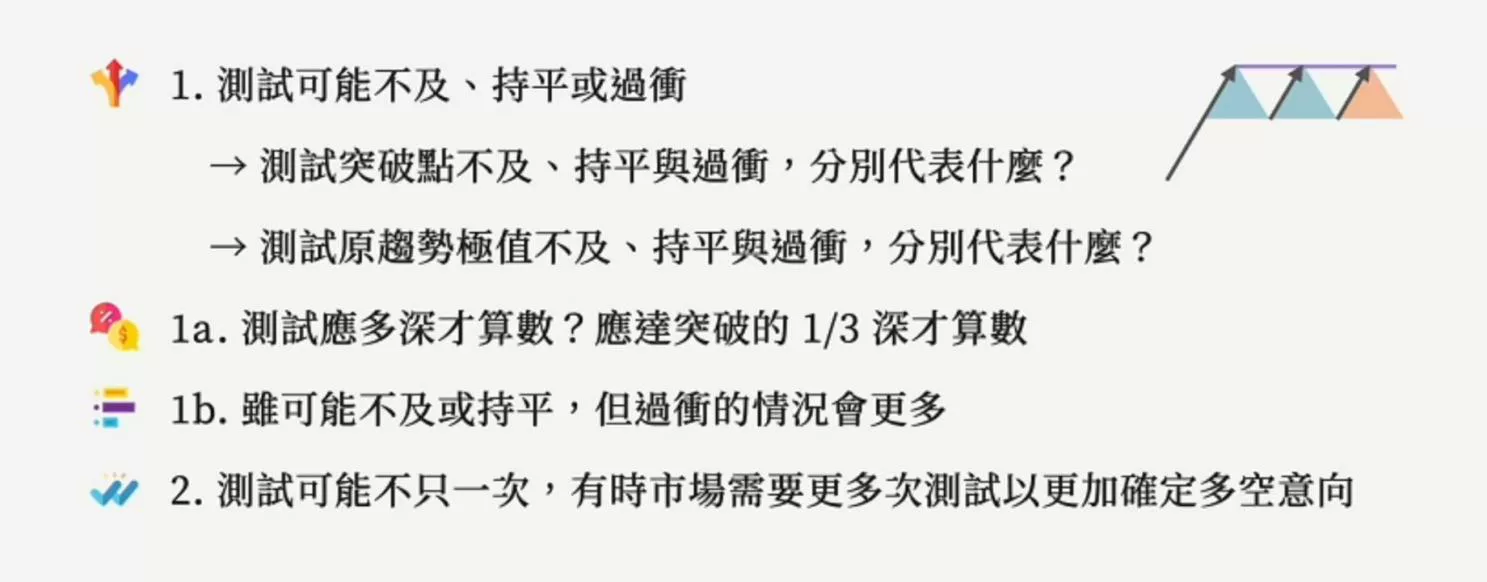 1. 測試可能不及、持平或過衝
→ 測試突破點不及、持平與過衝，分別代表什麼？
→ 測試原趨勢極值不及、持平與過衝，分別代表什麼？
1a. 測試應多深才算數？應達突破的 1/3 深才算數
1b. 雖可能不及或持平，但過衝的情況會更多
2. 測試可能不只一次，有時市場需要更多次測試以更加確定多空意向